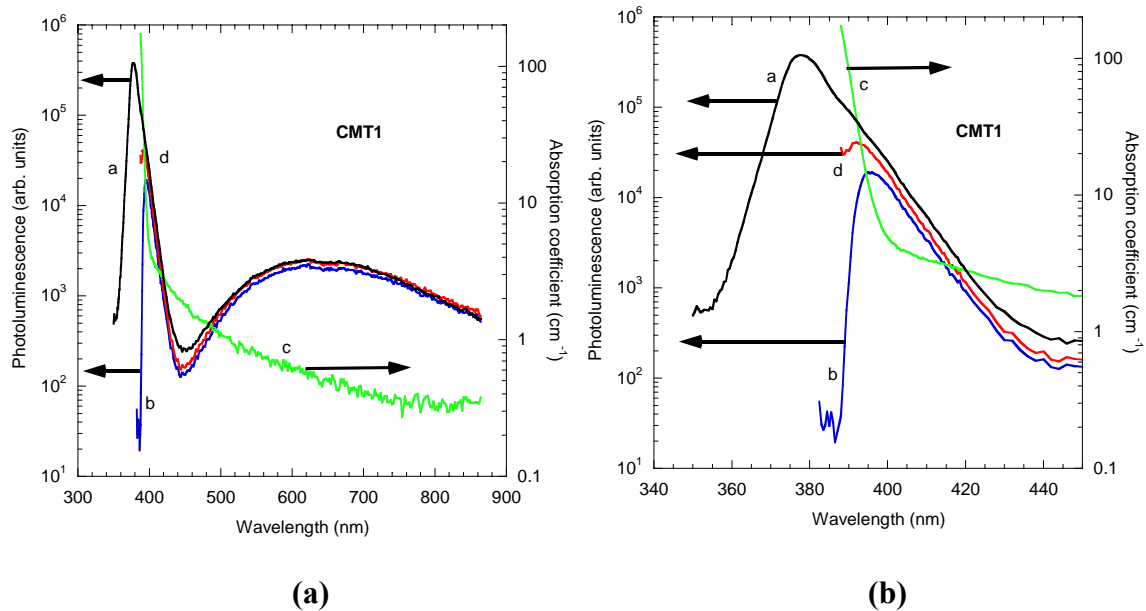 10^6
10^5
10^4
10^3
10^2
10^1
Photoluminescence (arb. units)
a
d
b
c
CMT1
100
10
1
0.1
Absorption coefficient (cm^-1)
300 400 500 600 700 800 900
Wavelength (nm)
(a)
10^6
10^5
10^4
10^3
10^2
10^1
Photoluminescence (arb. units)
a
c
d
b
CMT1
100
10
1
0.1
Absorption coefficient (cm^-1)
340 360 380 400 420 440
Wavelength (nm)
(b)